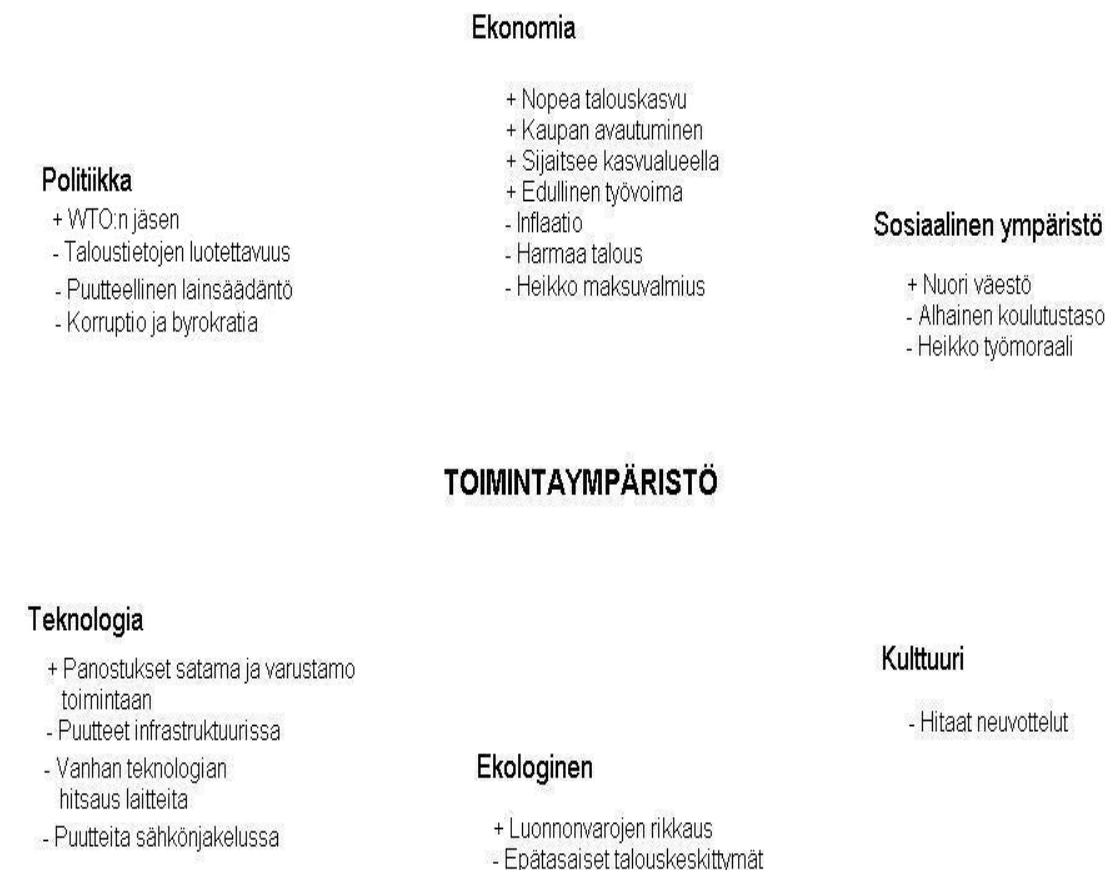 Ekonomia
+ Nopea talouskasvu
+ Kaupan avautuminen
+ Sijaitsee kasvualueella
+ Edullinen työvoima
- Inflaatio
- Harmaa talous
- Heikko maksuvalmius
Politiikka
+ WTO:n jäsen
- Taloustietojen luotettavuus
- Puutteellinen lainsäädäntö
- Korruptio ja byrokratia
Sosiaalinen ympäristö
+ Nuori väestö
- Alhainen koulutustaso
- Heikko työmoraali
TOIMINTAYMPÄRISTÖ
Teknologia
+ Panostukset satama ja varustamo
toimintaan
- Puutteet infrastruktuurissa
- Vanhan teknologian
hitsaus laitteita
- Puutteita sähkönjakelussa
Kulttuuri
- Hitaat neuvottelut
Ekologinen
+ Luonnonvarojen rikkaus
- Epätasaiset talouskeskittymät